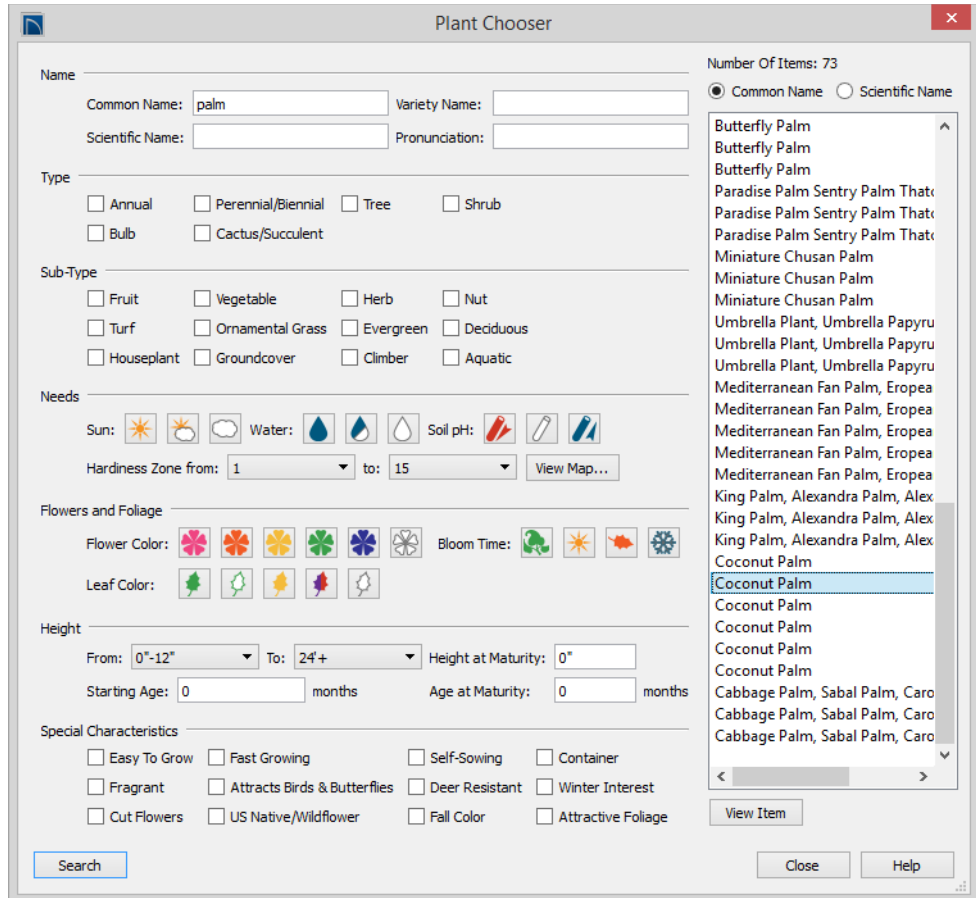 Plant Chooser
Name
Common Name: palm Variety Name:
Scientific Name: Pronunciation:
Type
Annual Perennial/Biennial Tree Shrub
Bulb Cactus/Succulent
Sub-Type
Fruit Vegetable Herb Nut
Turf Ornamental Grass Evergreen Deciduous
Houseplant Groundcover Climber Aquatic
Needs
Sun: Water: Soil pH:
Hardiness Zone from: 1 to: 15 View Map...
Flowers and Foliage
Flower Color: Bloom Time:
Leaf Color:
Height
From: 0"-12" To: 24'+ Height at Maturity: 0"
Starting Age: 0 months Age at Maturity: 0 months
Special Characteristics
Easy To Grow Fast Growing Self-Sowing Container
Fragrant Attracts Birds & Butterflies Deer Resistant Winter Interest
Cut Flowers US Native/Wildflower Fall Color Attractive Foliage
Search
Number Of Items: 73
Common Name Scientific Name
Butterfly Palm
Butterfly Palm
Butterfly Palm
Paradise Palm Sentry Palm Thatc
Paradise Palm Sentry Palm Thatc
Paradise Palm Sentry Palm Thatc
Miniature Chusan Palm
Miniature Chusan Palm
Miniature Chusan Palm
Umbrella Plant, Umbrella Papyru
Umbrella Plant, Umbrella Papyru
Umbrella Plant, Umbrella Papyru
Mediterranean Fan Palm, Eropea
Mediterranean Fan Palm, Eropea
Mediterranean Fan Palm, Eropea
Mediterranean Fan Palm, Eropea
Mediterranean Fan Palm, Eropea
King Palm, Alexandra Palm, Alex
King Palm, Alexandra Palm, Alex
King Palm, Alexandra Palm, Alex
Coconut Palm
Coconut Palm
Coconut Palm
Coconut Palm
Coconut Palm
Coconut Palm
Cabbage Palm, Sabal Palm, Caro
Cabbage Palm, Sabal Palm, Caro
Cabbage Palm, Sabal Palm, Caro
View Item
Close Help